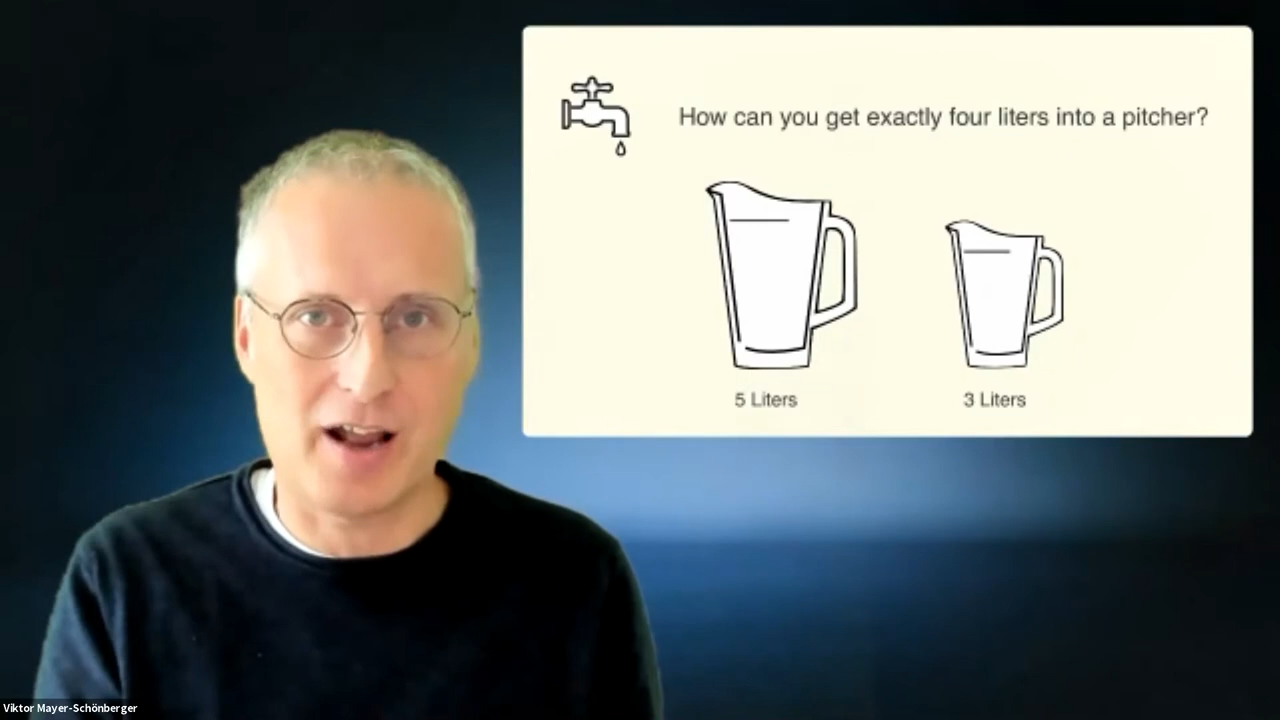 How can you get exactly four liters into a pitcher?
5 Liters
3 Liters
Viktor Mayer-Schönberger